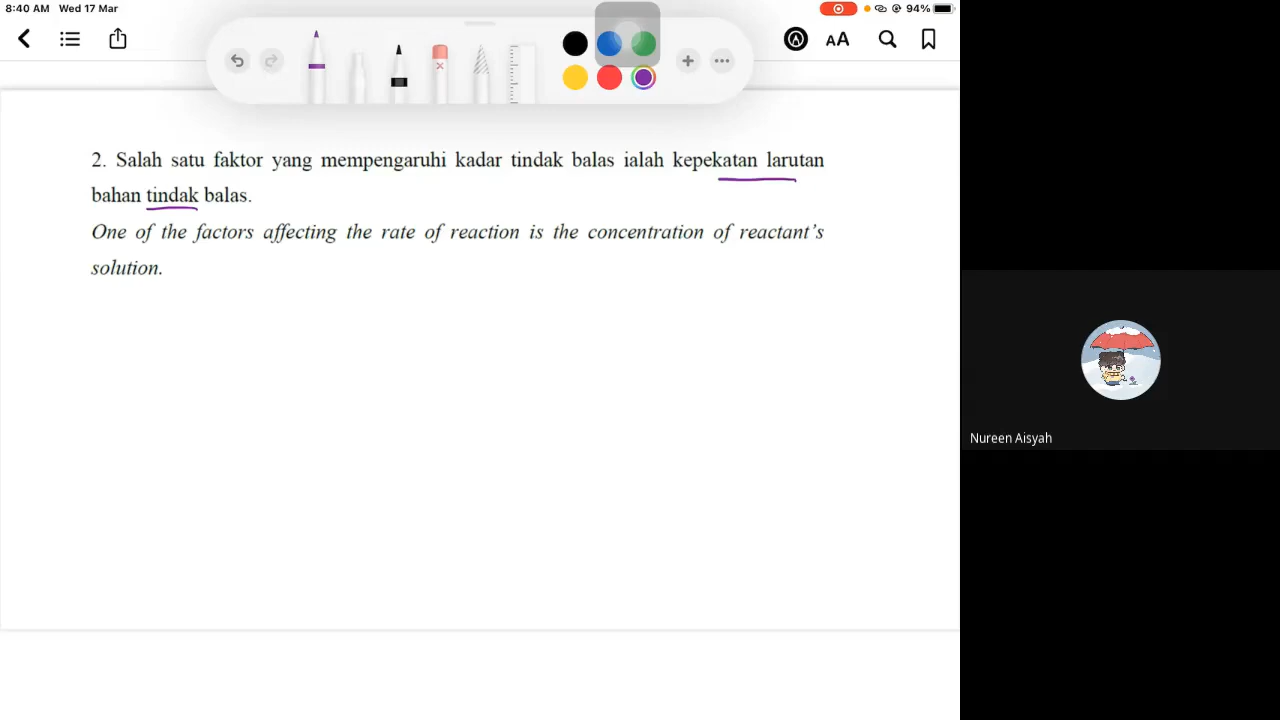 8:40 AM Wed 17 Mar
94%
AA
2. Salah satu faktor yang mempengaruhi kadar tindak balas ialah kepekatan larutan
bahan tindak balas.
One of the factors affecting the rate of reaction is the concentration of reactant’s
solution.
Nureen Aisyah